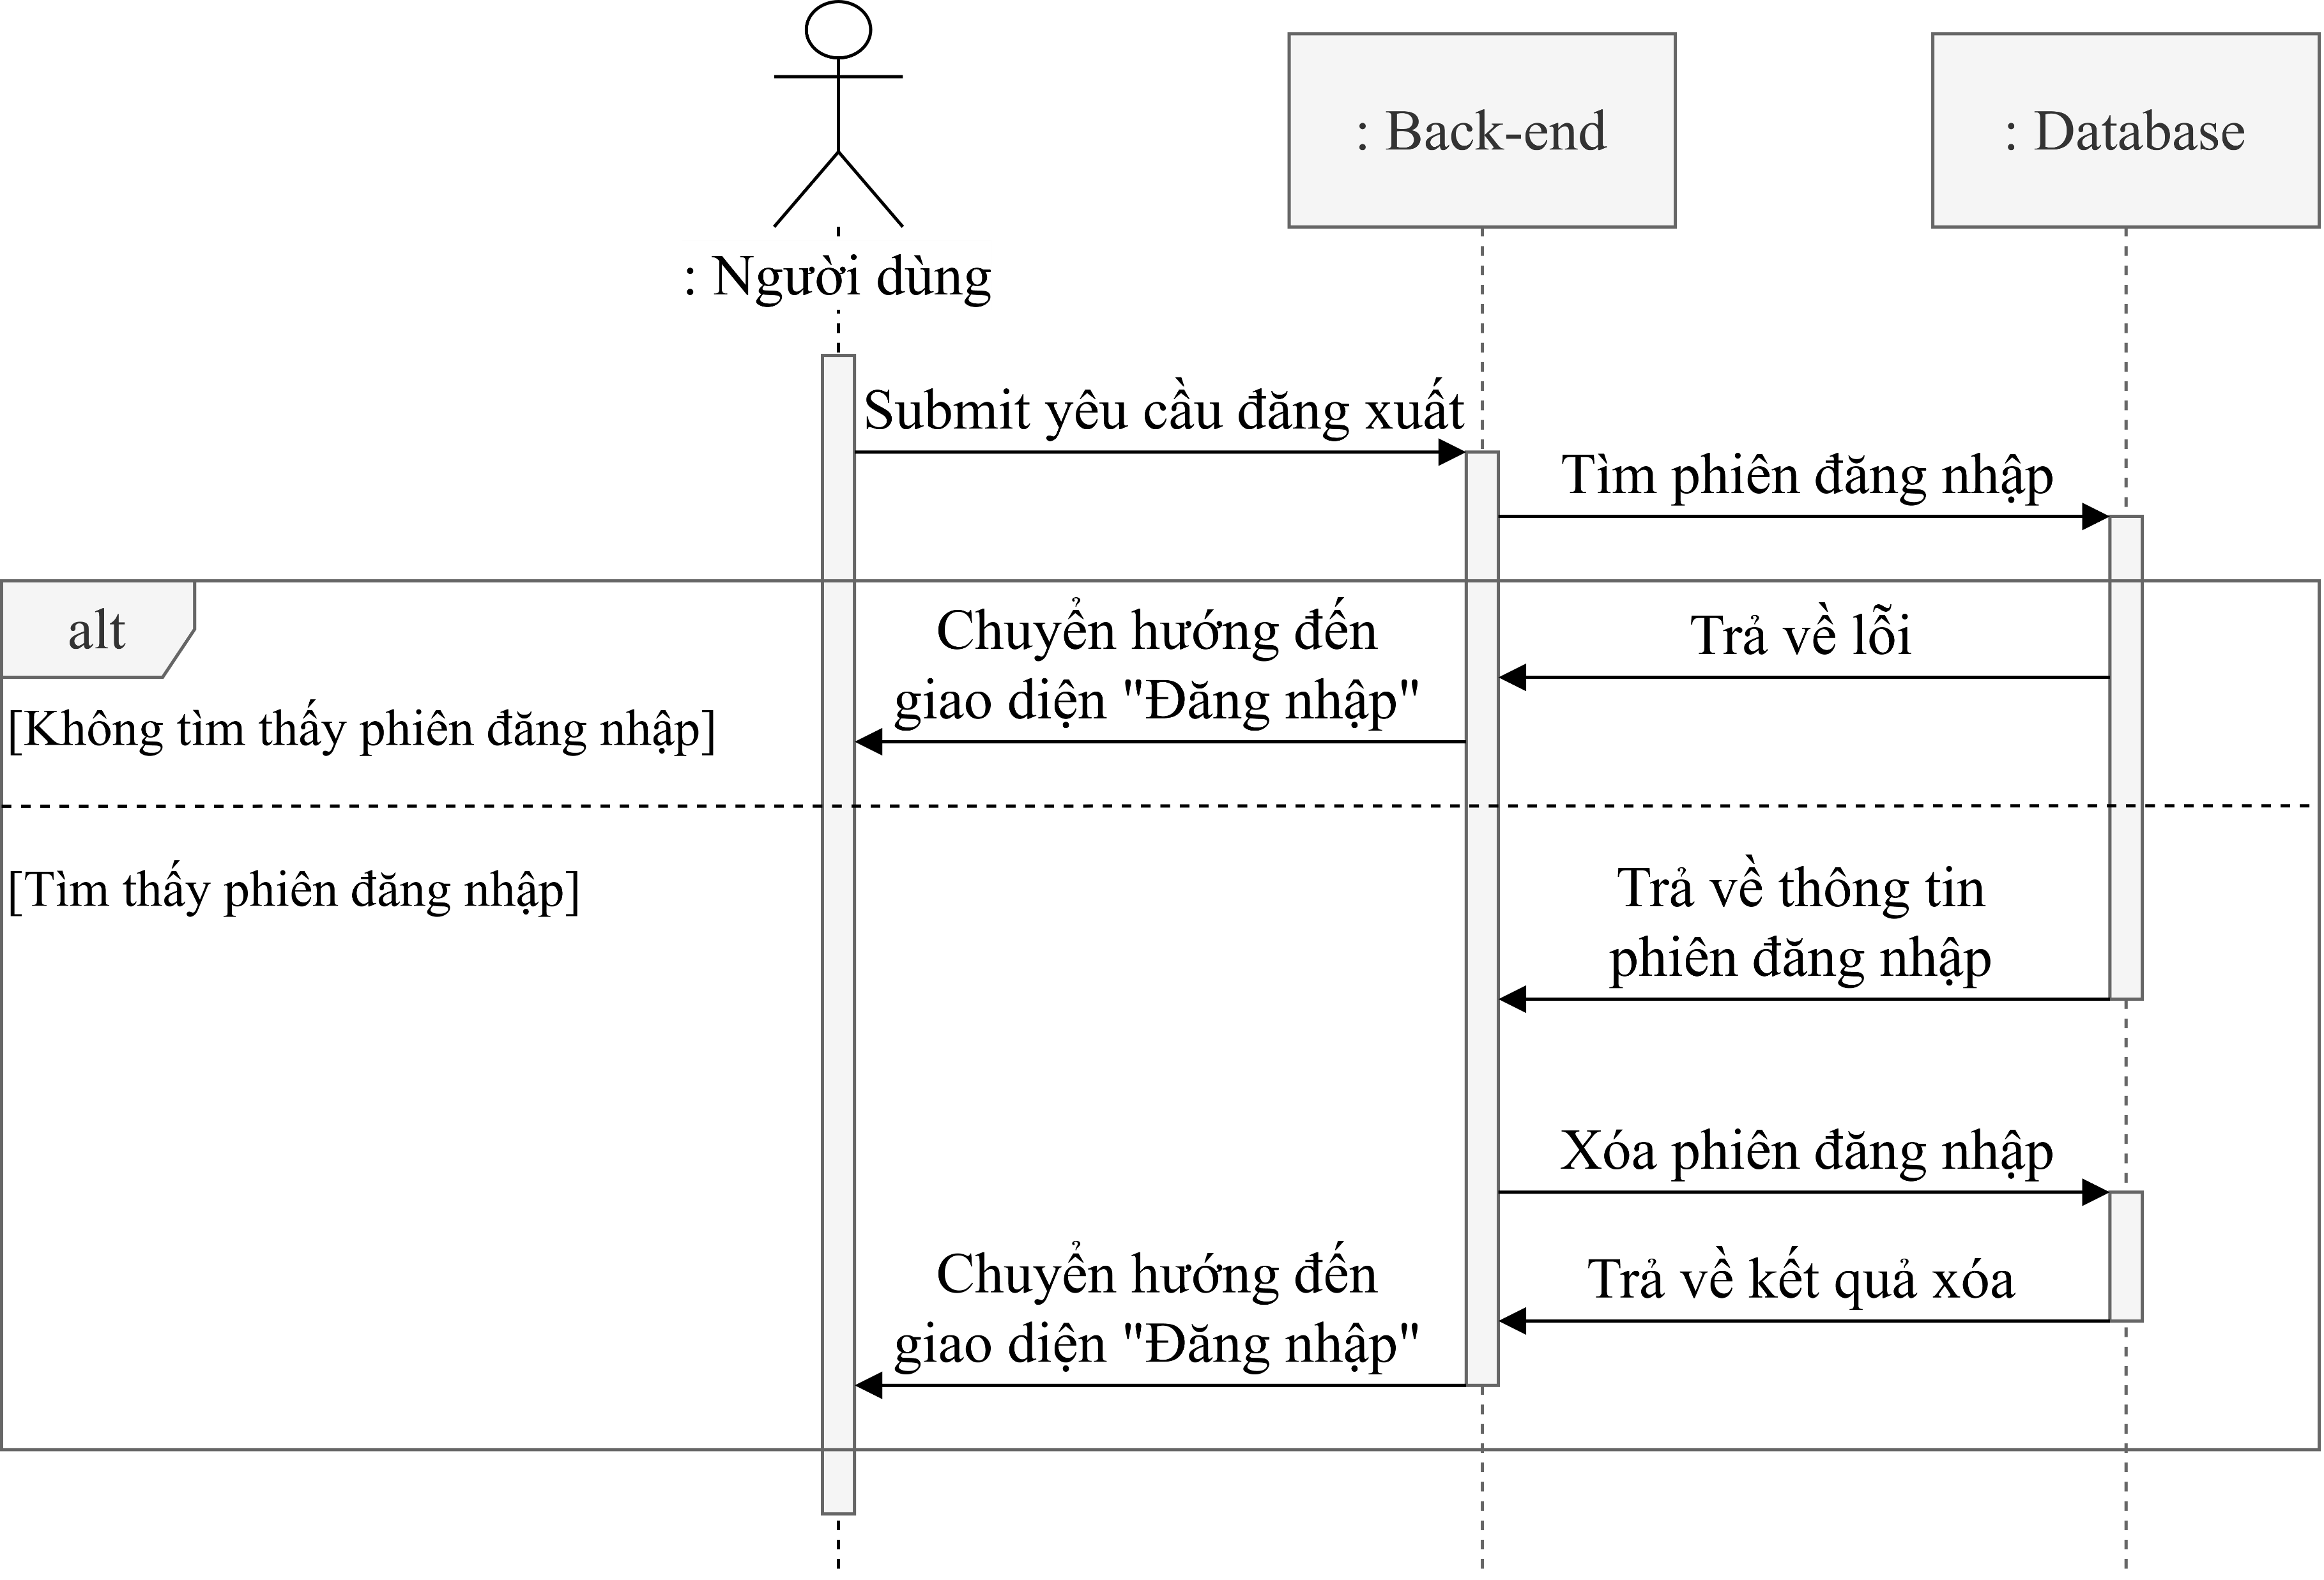 : Back-end
: Database
: Người dùng
Submit yêu cầu đăng xuất
Tìm phiên đăng nhập
alt
Chuyển hướng đến
giao diện "Đăng nhập"
Trả về lỗi
[Không tìm thấy phiên đăng nhập]
[Tìm thấy phiên đăng nhập]
Trả về thông tin
phiên đăng nhập
Xóa phiên đăng nhập
Chuyển hướng đến
giao diện "Đăng nhập"
Trả về kết quả xóa